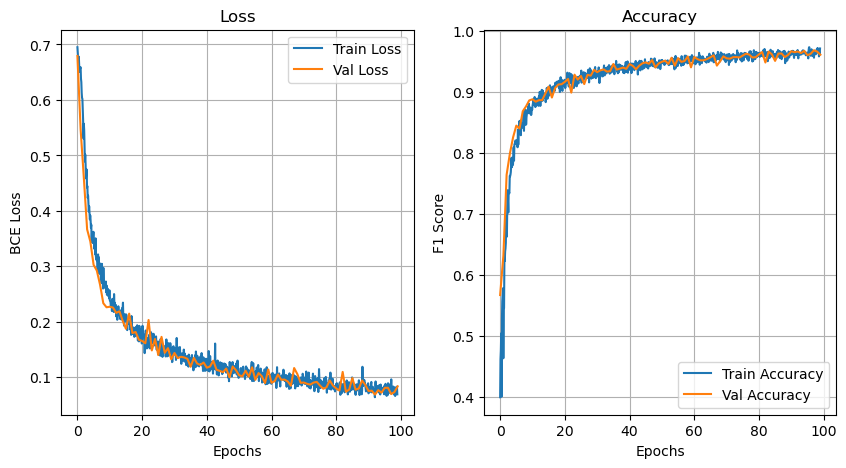 Loss
0.7
0.6
0.5
0.4
0.3
0.2
0.1
BCE Loss
0
20
40
60
80
100
Epochs
Train Loss
Val Loss
Accuracy
1.0
0.9
0.8
0.7
0.6
0.5
0.4
F1 Score
0
20
40
60
80
100
Epochs
Train Accuracy
Val Accuracy